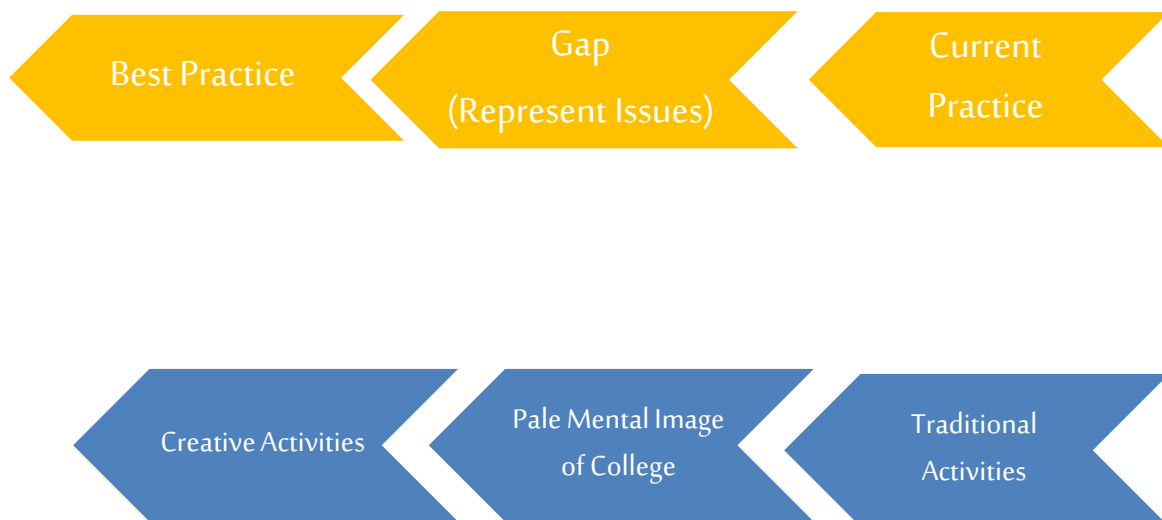 Best Practice
Gap
(Represent Issues)
Current
Practice
Creative Activities
Pale Mental Image
of College
Traditional
Activities